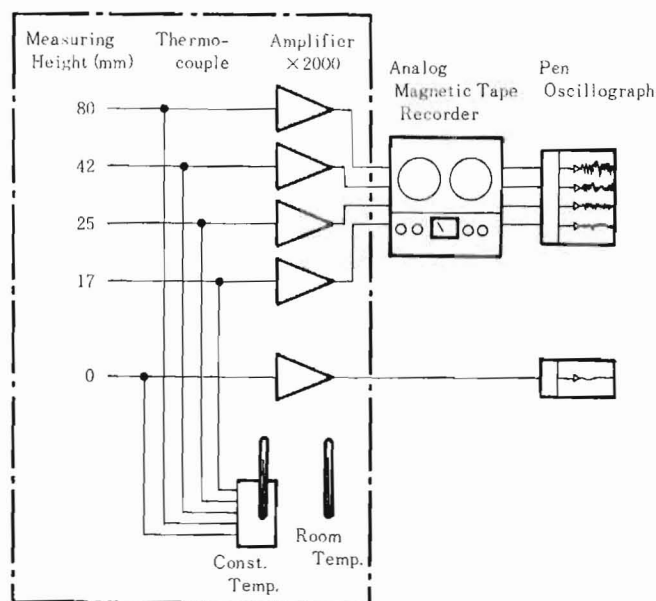 Measuring
Height (mm)
Thermo-
couple
Amplifier
×2000
Analog
Magnetic Tape
Recorder
Pen
Oscillograph
80
42
25
17
0
Const.
Temp.
Room
Temp.